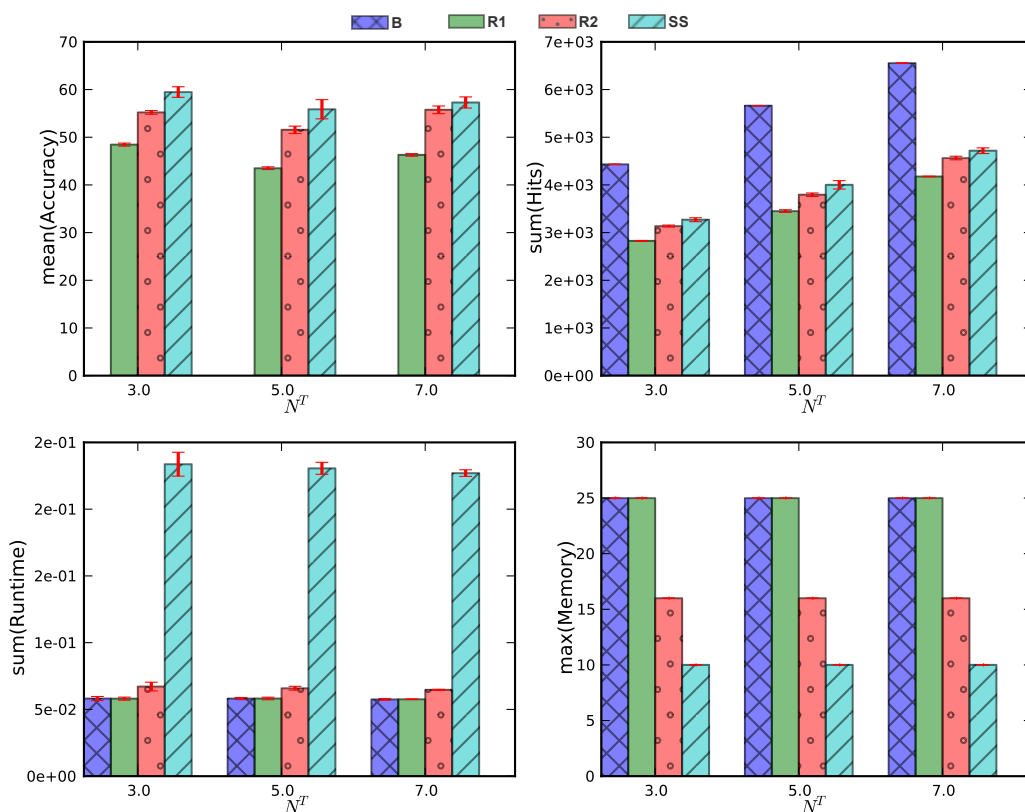 B R1 R2 SS
70
60
50
40
30
20
10
0
mean(Accuracy)
3.0 5.0 7.0
N^T
7e+03
6e+03
5e+03
4e+03
3e+03
2e+03
1e+03
0e+00
sum(Hits)
3.0 5.0 7.0
N^T
2e-01
2e-01
2e-01
1e-01
5e-02
0e+00
sum(Runtime)
3.0 5.0 7.0
N^T
30
25
20
15
10
5
0
max(Memory)
3.0 5.0 7.0
N^T